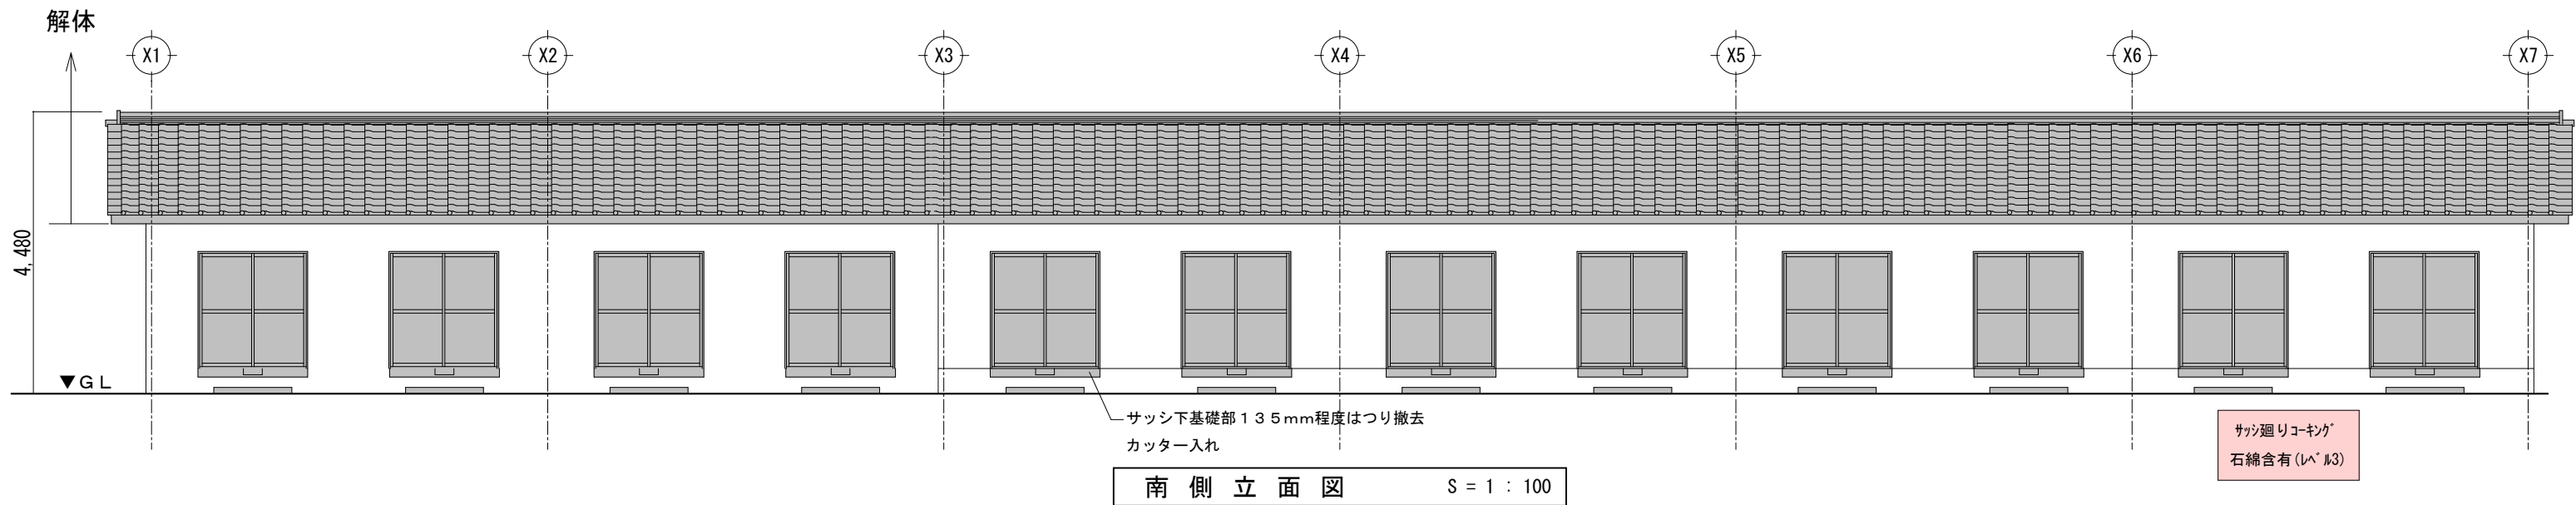 解体
X1
X2
X3
X4
X5
X6
X7
4,480
▼ＧＬ
サッシ下基礎部１３５mm程度はつり撤去
カッター入れ
ｻｯｼ廻りｺｰｷﾝｸﾞ
石綿含有(ﾚﾍﾞﾙ3)
南側立面図 S = 1 : 100